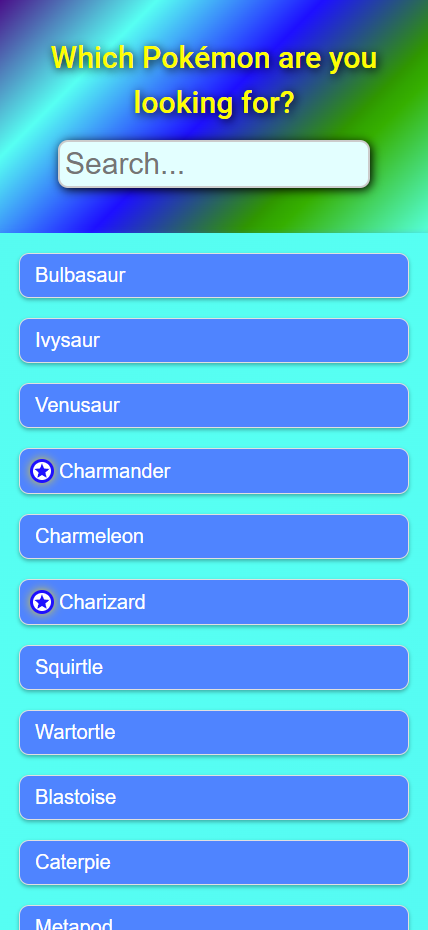 Which Pokémon are you
looking for?
Search...
Bulbasaur
Ivysaur
Venusaur
Charmander
Charmeleon
Charizard
Squirtle
Wartortle
Blastoise
Caterpie
Metapod